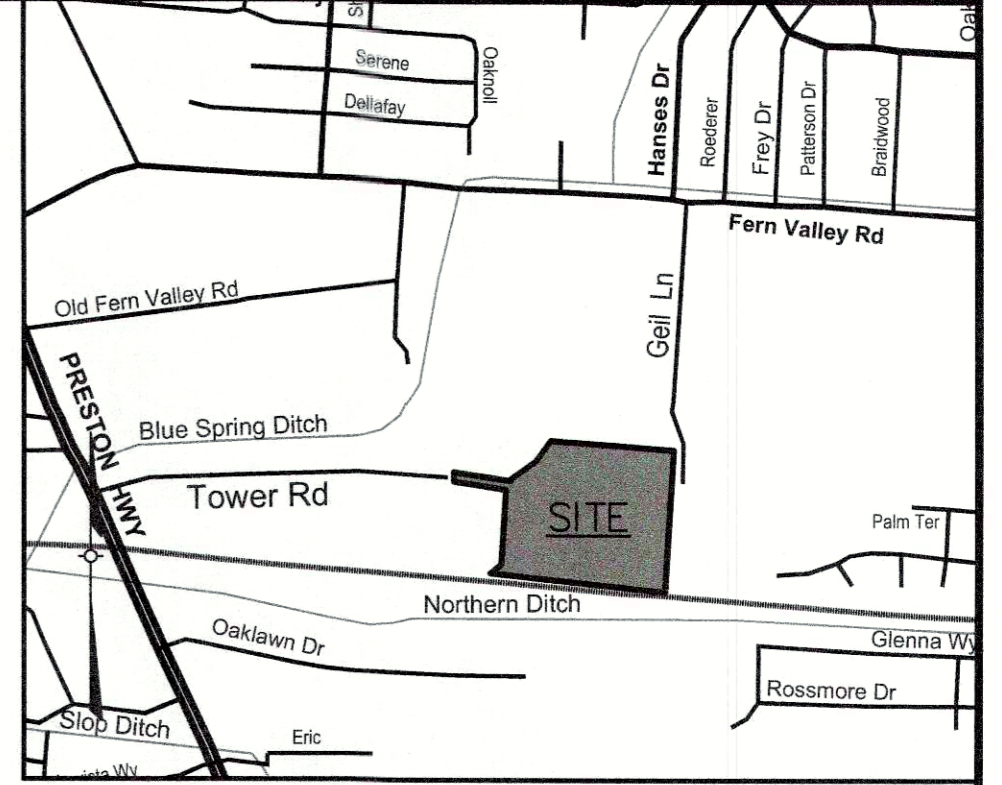 Serene
Dellafay
Oaknoll
Hanses Dr
Roederer
Frey Dr
Patterson Dr
Braidwood
Fern Valley Rd
Old Fern Valley Rd
Geil Ln
PRESTON HWY
Blue Spring Ditch
Tower Rd
SITE
Palm Ter
Northern Ditch
Glenna Wy
Oaklawn Dr
Rossmore Dr
Slop Ditch
Eric